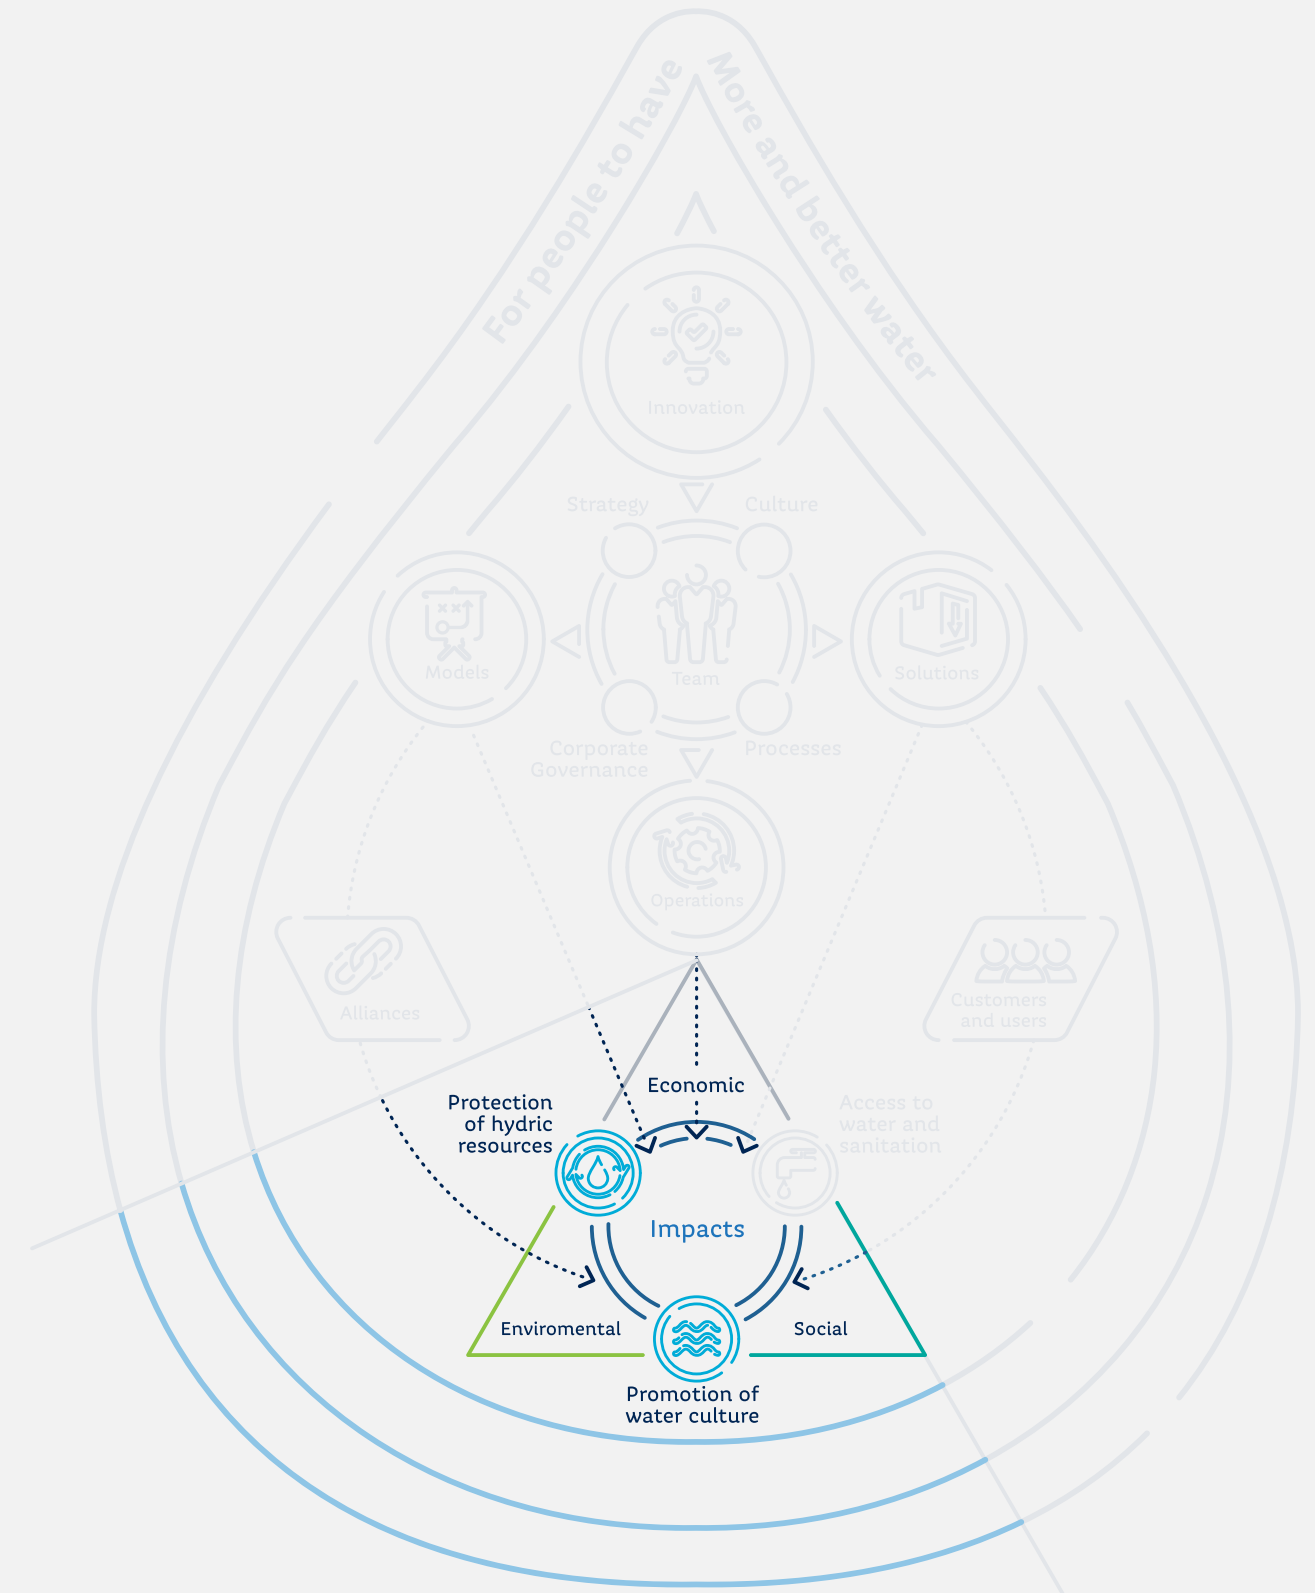 For people to have
More and better water
Innovation
Strategy
Culture
Models
Team
Solutions
Corporate
Governance
Processes
Operations
Alliances
Customers
and users
Economic
Protection
of hydric
resources
Access to
water and
sanitation
Impacts
Enviromental
Social
Promotion of
water culture